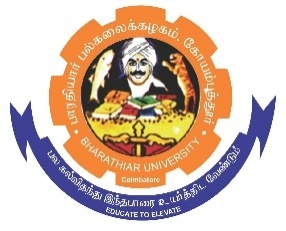 பாரதியார் பல்கலைக்கழகம், கோயம்புத்தூர்
BHARATHIAR UNIVERSITY
Coimbatore
பல கல்விதந்து இந்தபாரை உயர்த்திட வேண்டும்
EDUCATE TO ELEVATE